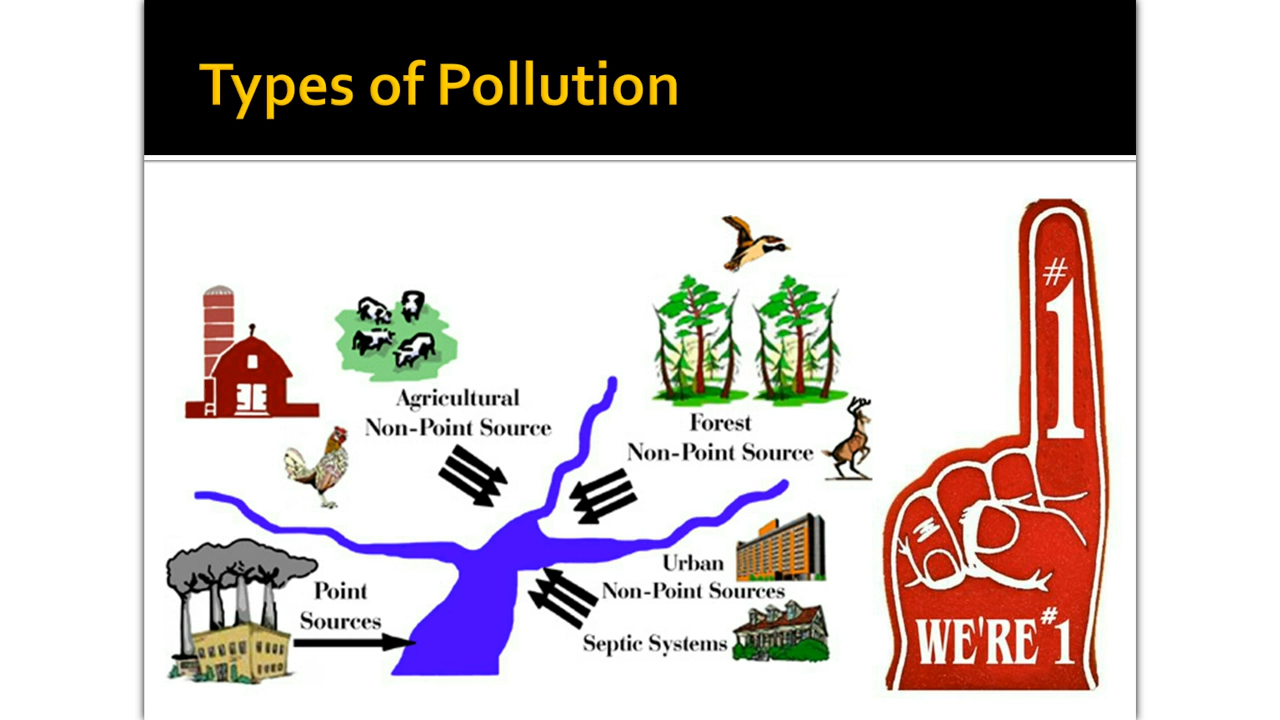 Types of Pollution
Agricultural
Non-Point Source
Forest
Non-Point Source
Point
Sources
Urban
Non-Point Sources
Septic Systems
#1
WE'RE #1